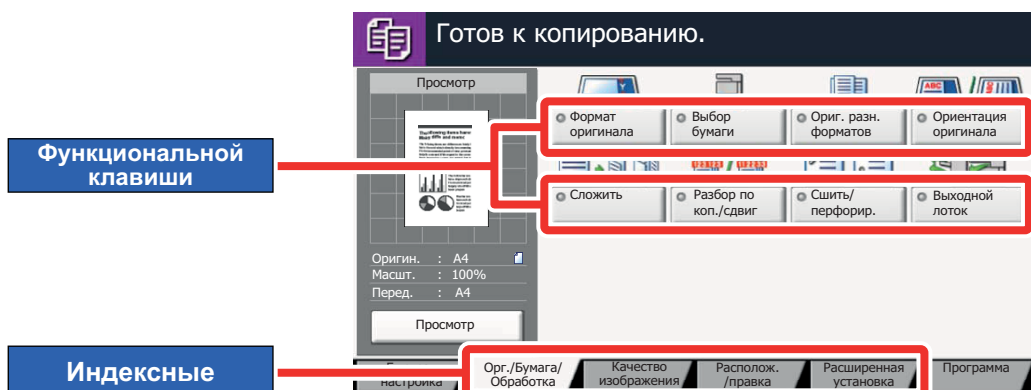 Готов к копированию.
Просмотр
Формат
оригинала
Выбор
бумаги
Ориг. разн.
форматов
Ориентация
оригинала
Функциональной
клавиши
Сложить
Разбор по
коп./сдвиг
Сшить/
перфорир.
Выходной
лоток
Оригин. : A4
Масшт. : 100%
Перед. : A4
Просмотр
Индексные
настройка
Орг./Бумага/
Обработка
Качество
изображения
Располож.
/правка
Расширенная
установка
Программа